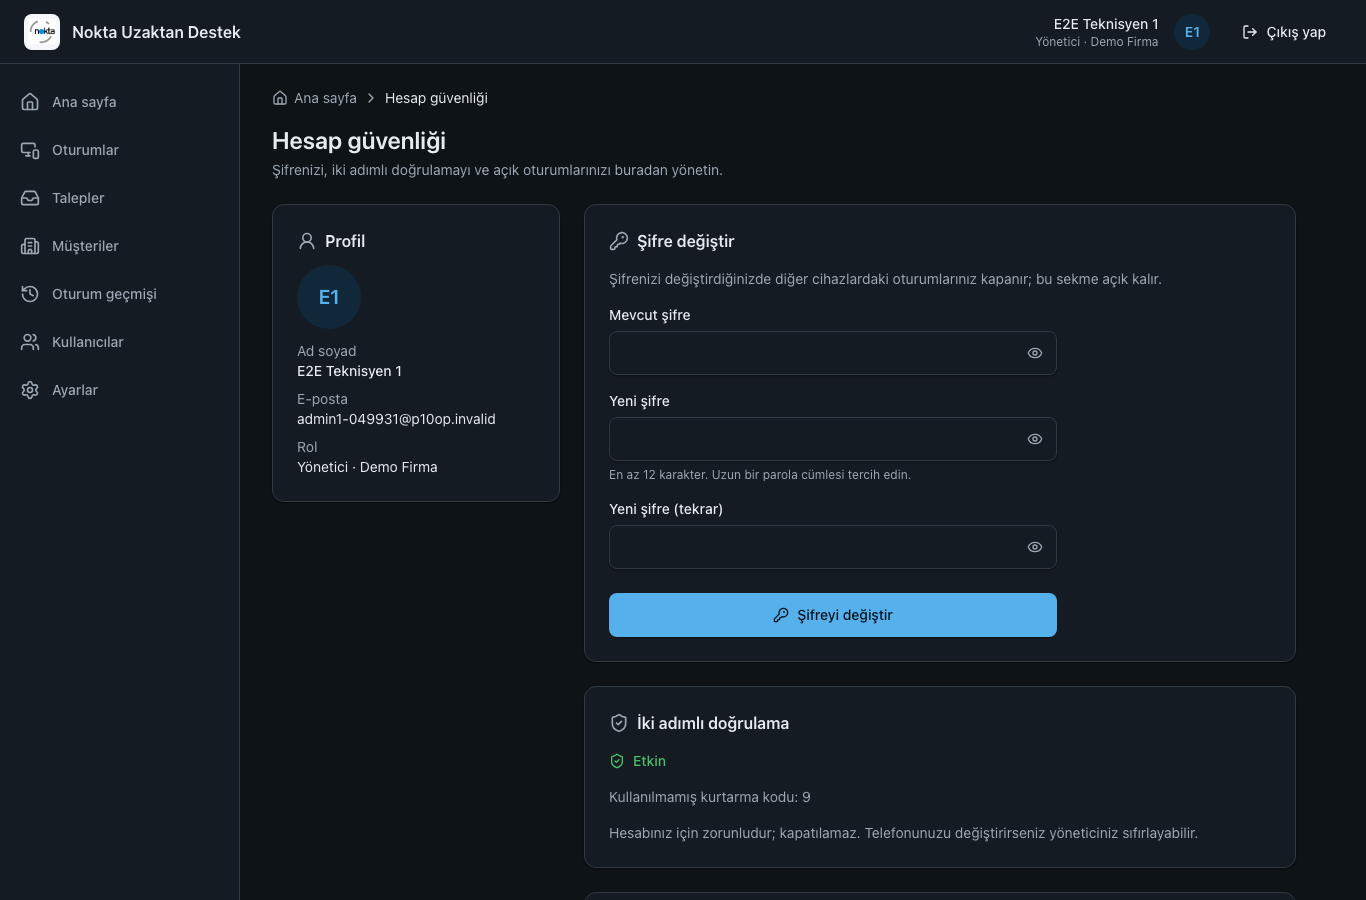 nokta
Nokta Uzaktan Destek
E2E Teknisyen 1
Yönetici · Demo Firma
E1
Çıkış yap
Ana sayfa
Oturumlar
Talepler
Müşteriler
Oturum geçmişi
Kullanıcılar
Ayarlar
Ana sayfa
Hesap güvenliği
Hesap güvenliği
Şifrenizi, iki adımlı doğrulamayı ve açık oturumlarınızı buradan yönetin.
Profil
E1
Ad soyad
E2E Teknisyen 1
E-posta
admin1-049931@p10op.invalid
Rol
Yönetici · Demo Firma
Şifre değiştir
Şifrenizi değiştirdiğinizde diğer cihazlardaki oturumlarınız kapanır; bu sekme açık kalır.
Mevcut şifre
Yeni şifre
En az 12 karakter. Uzun bir parola cümlesi tercih edin.
Yeni şifre (tekrar)
Şifreyi değiştir
İki adımlı doğrulama
Etkin
Kullanılmamış kurtarma kodu: 9
Hesabınız için zorunludur; kapatılamaz. Telefonunuzu değiştirirseniz yöneticiniz sıfırlayabilir.